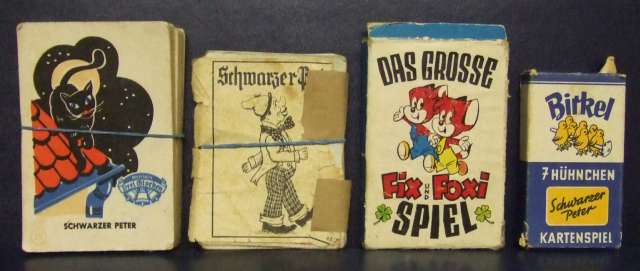 SCHWARZER PETER
Schwarzer
DAS GROSSE
Fix UND Foxi
SPIEL
Birkel
7 HÜHNCHEN
Schwarzer
Peter
KARTENSPIEL